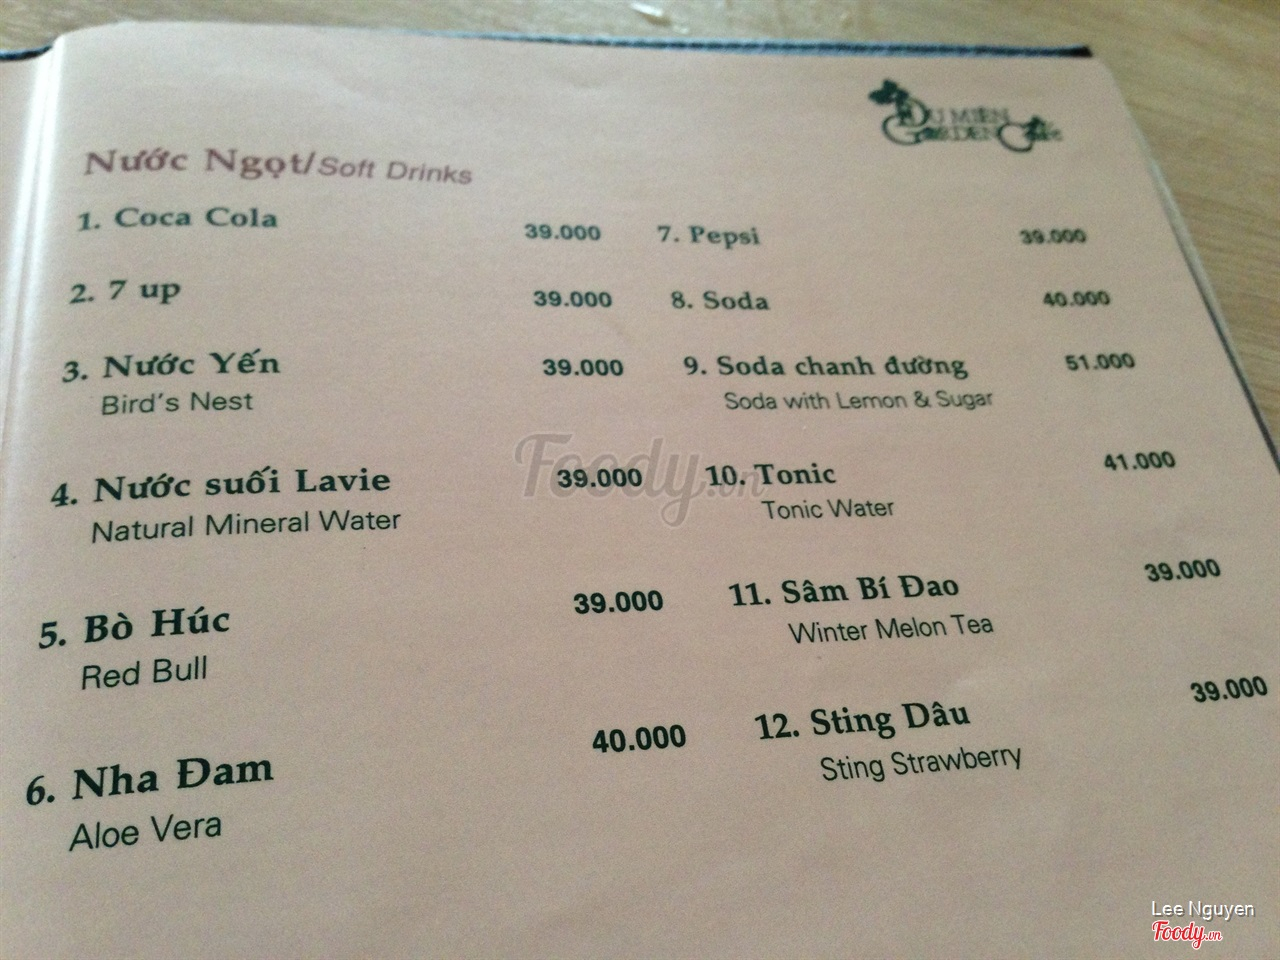 DU MIÊN
GARDEN Café
Nước Ngọt/Soft Drinks
1. Coca Cola 39.000
2. 7 up 39.000
3. Nước Yến 39.000
Bird's Nest
4. Nước suối Lavie 39.000
Natural Mineral Water
5. Bò Húc 39.000
Red Bull
6. Nha Đam 40.000
Aloe Vera
7. Pepsi 39.000
8. Soda 40.000
9. Soda chanh đường 51.000
Soda with Lemon & Sugar
10. Tonic 41.000
Tonic Water
11. Sâm Bí Đao 39.000
Winter Melon Tea
12. Sting Dâu 39.000
Sting Strawberry
Foody.vn
Lee Nguyen
Foody.vn